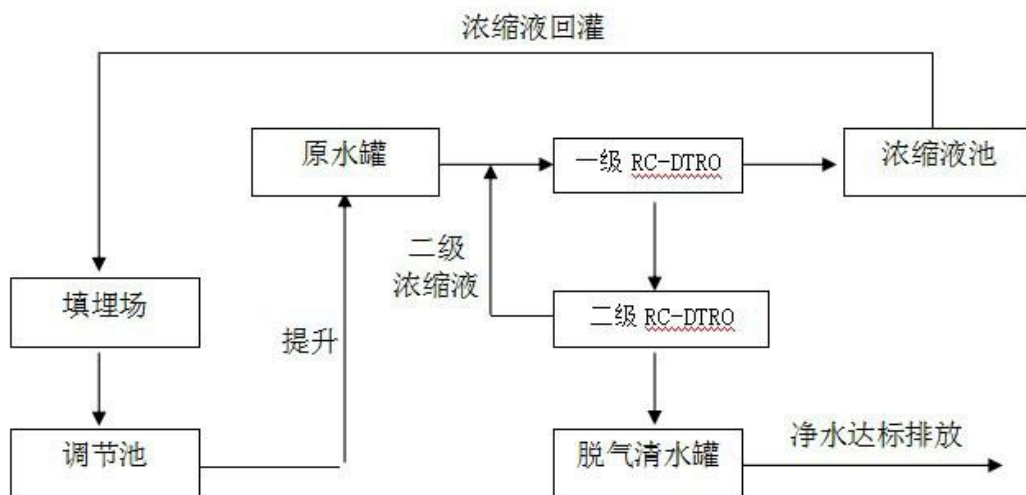 浓缩液回灌
原水罐
一级 RC-DTRO
浓缩液池
二级
浓缩液
填埋场
二级 RC-DTRO
提升
调节池
脱气清水罐
净水达标排放